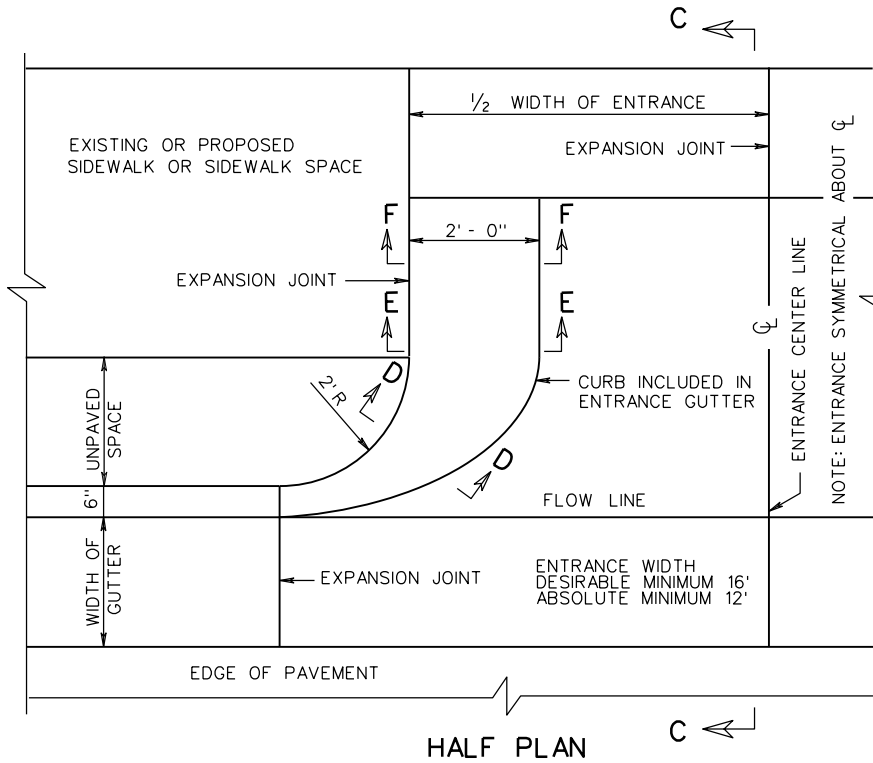 C
½ WIDTH OF ENTRANCE
EXISTING OR PROPOSED
SIDEWALK OR SIDEWALK SPACE
EXPANSION JOINT
F
F
2' - 0"
EXPANSION JOINT
E
E
D
2'R
CURB INCLUDED IN
ENTRANCE GUTTER
UNPAVED
SPACE
D
6"
FLOW LINE
WIDTH OF
GUTTER
EXPANSION JOINT
ENTRANCE WIDTH
DESIRABLE MINIMUM 16'
ABSOLUTE MINIMUM 12'
℄
ENTRANCE CENTER LINE
NOTE: ENTRANCE SYMMETRICAL ABOUT ℄
EDGE OF PAVEMENT
C
HALF PLAN